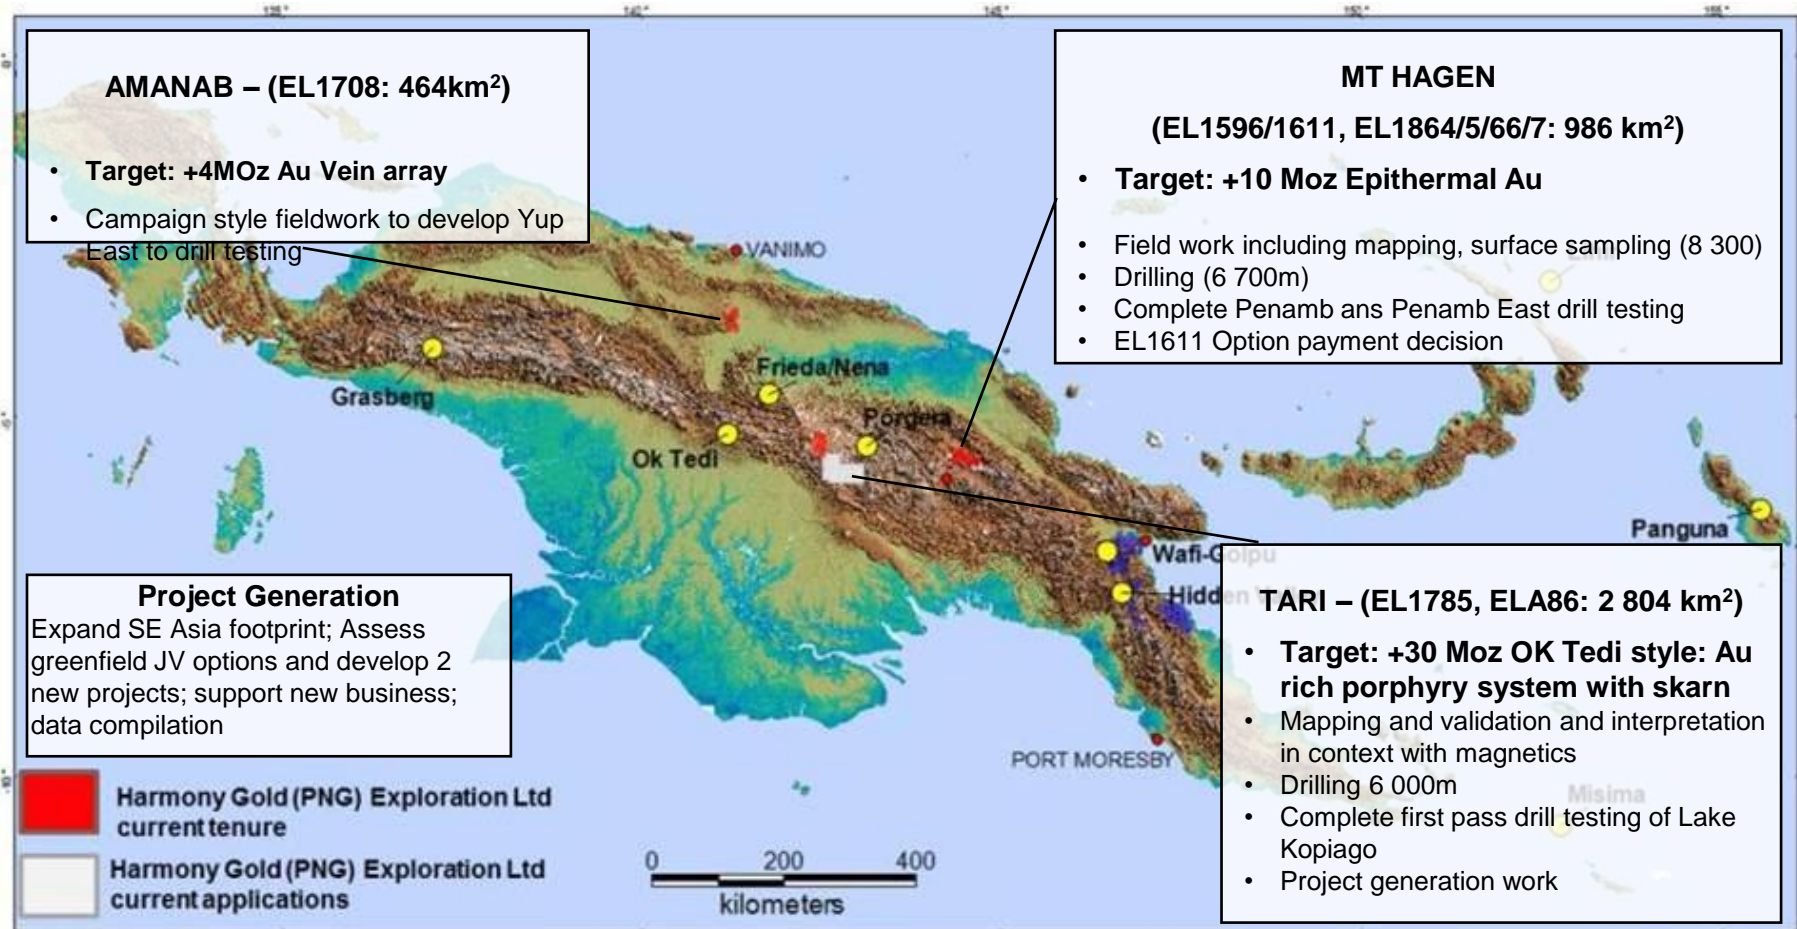 135°
140°
145°
150°
155°
AMANAB – (EL1708: 464km²)
• Target: +4MOz Au Vein array
• Campaign style fieldwork to develop Yup
East to drill testing
MT HAGEN
(EL1596/1611, EL1864/5/66/7: 986 km²)
• Target: +10 Moz Epithermal Au
• Field work including mapping, surface sampling (8 300)
• Drilling (6 700m)
• Complete Penamb ans Penamb East drill testing
• EL1611 Option payment decision
VANIMO
Grasberg
Frieda/Nena
Porgera
Ok Tedi
Panguna
Wafi-Golpu
Hidden
PORT MORESBY
Misima
Project Generation
Expand SE Asia footprint; Assess
greenfield JV options and develop 2
new projects; support new business;
data compilation
TARI – (EL1785, ELA86: 2 804 km²)
• Target: +30 Moz OK Tedi style: Au
rich porphyry system with skarn
• Mapping and validation and interpretation
in context with magnetics
• Drilling 6 000m
• Complete first pass drill testing of Lake
Kopiago
• Project generation work
Harmony Gold (PNG) Exploration Ltd
current tenure
Harmony Gold (PNG) Exploration Ltd
current applications
0 200 400
kilometers